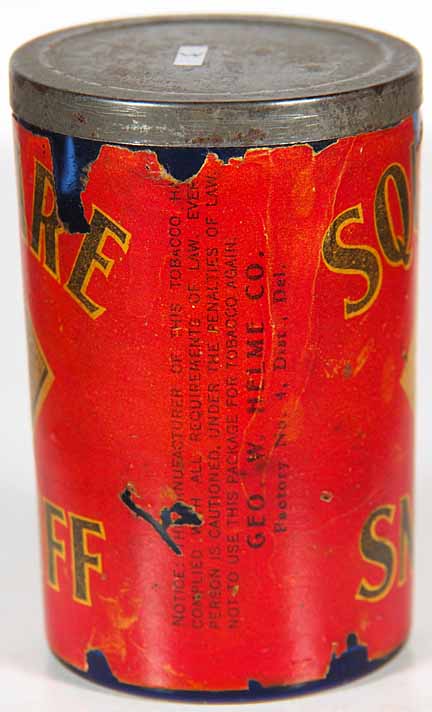 W
ARE
FF
NOTICE: THE MANUFACTURER OF THIS TOBACCO H
COMPLIED WITH ALL REQUIREMENTS OF LAW. EVER
PERSON IS CAUTIONED, UNDER THE PENALTIES OF LAW,
NOT TO USE THIS PACKAGE FOR TOBACCO AGAIN.
GEO. W. HELME CO.
Factory No. 4, Dist., Del.
SQU
SN